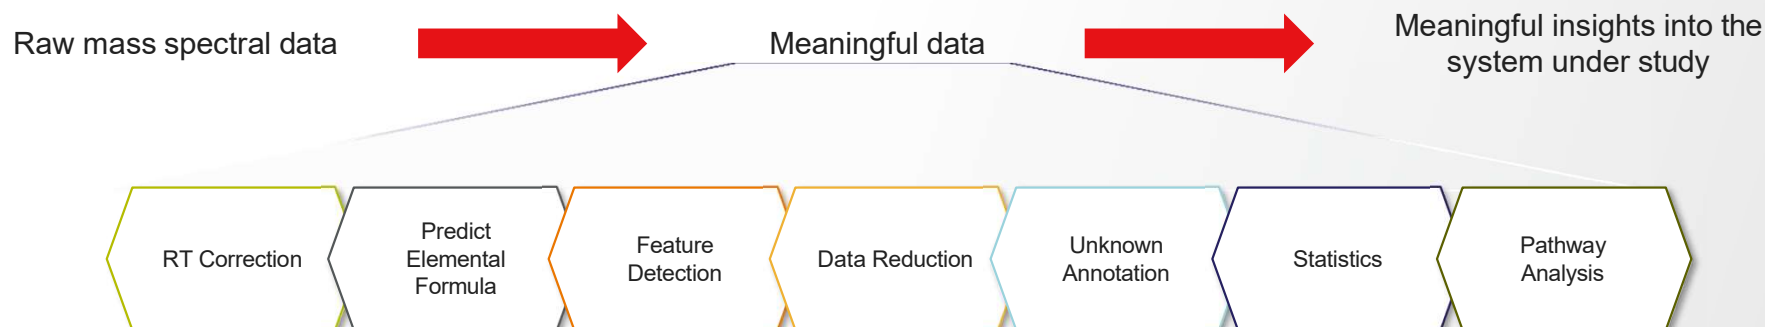 Raw mass spectral data
Meaningful data
Meaningful insights into the
system under study
RT Correction
Predict
Elemental
Formula
Feature
Detection
Data Reduction
Unknown
Annotation
Statistics
Pathway
Analysis